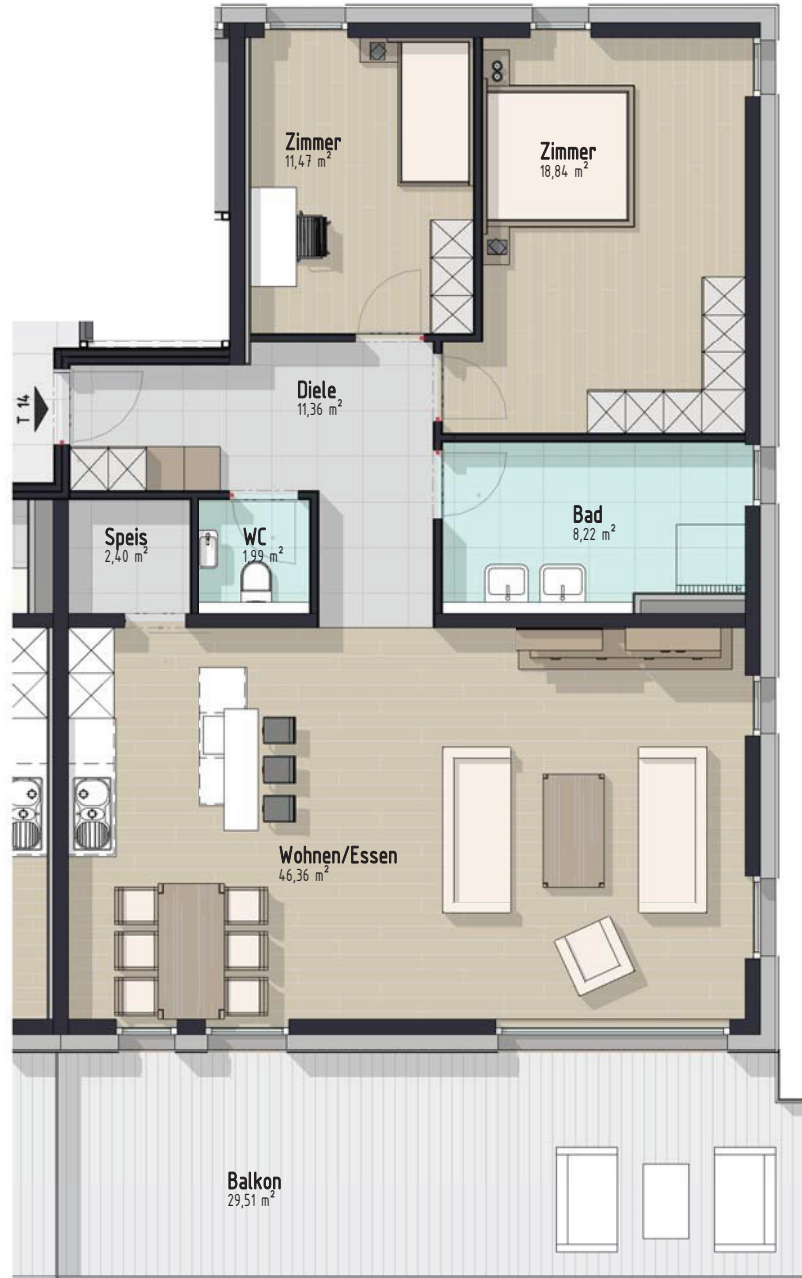 Zimmer
11,47 m²
Zimmer
18,84 m²
Diele
11,36 m²
T 14
Speis
2,40 m²
WC
1,99 m²
Bad
8,22 m²
Wohnen/Essen
46,36 m²
Balkon
29,51 m²